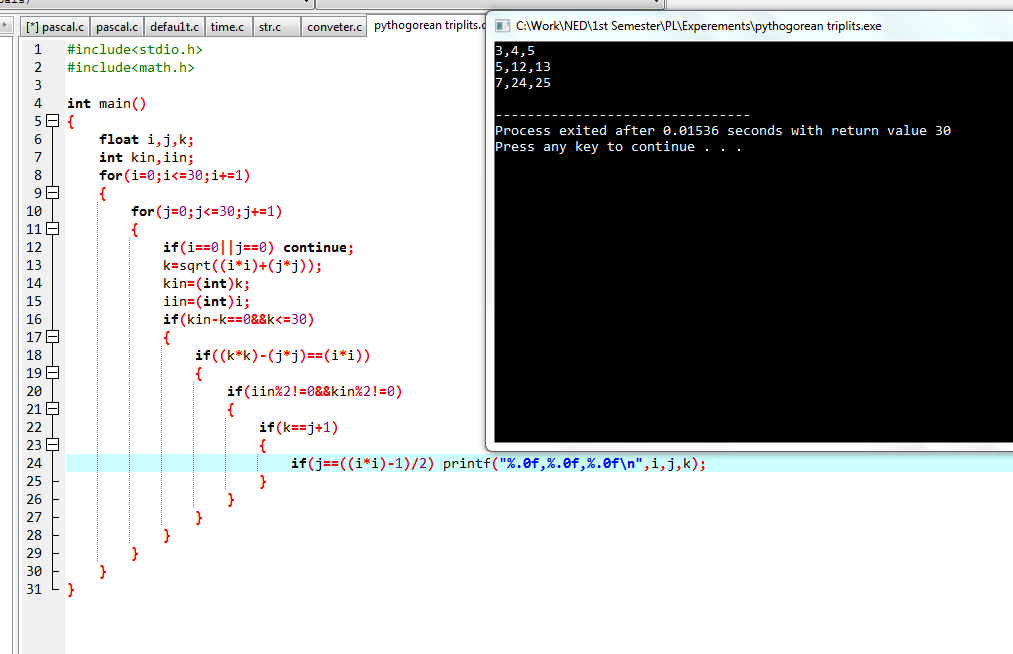 [*] pascal.c pascal.c default.c time.c str.c conveter.c pythogorean triplits.c
1 #include<stdio.h>
2 #include<math.h>
3
4 int main()
5 {
6 float i,j,k;
7 int kin,iin;
8 for(i=0;i<=30;i+=1)
9 {
10 for(j=0;j<=30;j+=1)
11 {
12 if(i==0||j==0) continue;
13 k=sqrt((i*i)+(j*j));
14 kin=(int)k;
15 iin=(int)i;
16 if(kin-k==0&&k<=30)
17 {
18 if((k*k)-(j*j)==(i*i))
19 {
20 if(iin%2!=0&&kin%2!=0)
21 {
22 if(k==j+1)
23 {
24 if(j==((i*i)-1)/2) printf("%.0f,%.0f,%.0f\n",i,j,k);
25 }
26 }
27 }
28 }
29 }
30 }
31 }
C:\Work\NED\1st Semester\PL\Experements\pythogorean triplits.exe
3,4,5
5,12,13
7,24,25
--------------------------------
Process exited after 0.01536 seconds with return value 30
Press any key to continue . . .